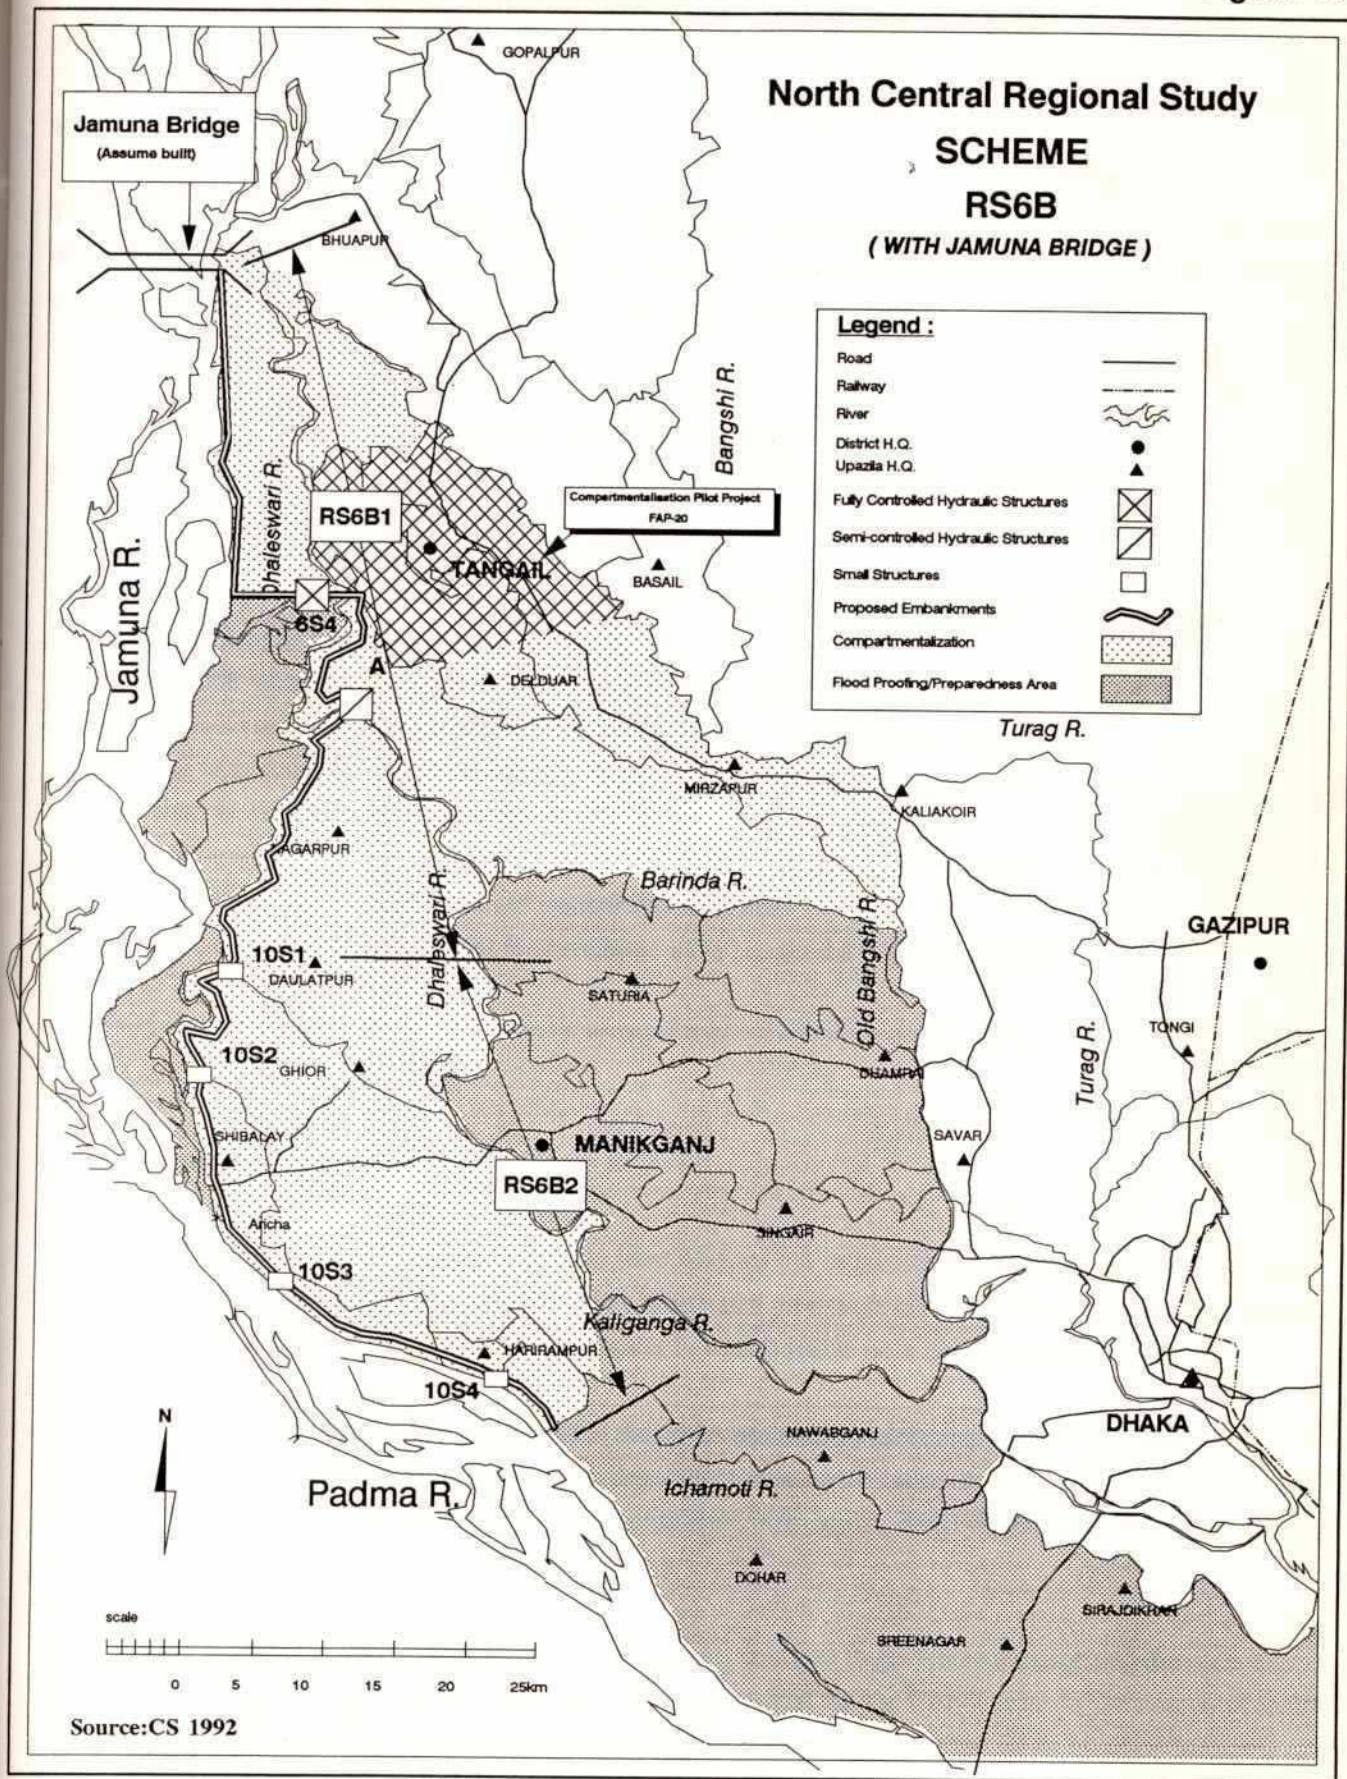 North Central Regional Study
SCHEME
RS6B
( WITH JAMUNA BRIDGE )
Jamuna Bridge
(Assume built)
GOPALPUR
BHUAPUR
Legend :
Road
Railway
River
District H.Q.
Upazila H.Q.
Fully Controlled Hydraulic Structures
Semi-controlled Hydraulic Structures
Small Structures
Proposed Embankments
Compartmentalization
Flood Proofing/Preparedness Area
Bangshi R.
Dhaleswari R.
RS6B1
Compartmentalisation Pilot Project
FAP-20
TANGAIL
BASAIL
Jamuna R.
6S4
A
DELDUAR
Turag R.
MIRZAPUR
KALIAKOIR
NAGARPUR
Barinda R.
Dhaleswari R.
Old Bangshi R.
GAZIPUR
10S1
DAULATPUR
SATURIA
TONGI
10S2
GHIOR
DHAMRAI
Turag R.
SHIBALAY
MANIKGANJ
SAVAR
RS6B2
SINGAIR
Aricha
10S3
Kaliganga R.
HARIRAMPUR
10S4
DHAKA
N
NAWABGANJ
Padma R.
Ichamoti R.
DOHAR
SIRAJDIKHAN
SREENAGAR
scale
0 5 10 15 20 25km
Source:CS 1992